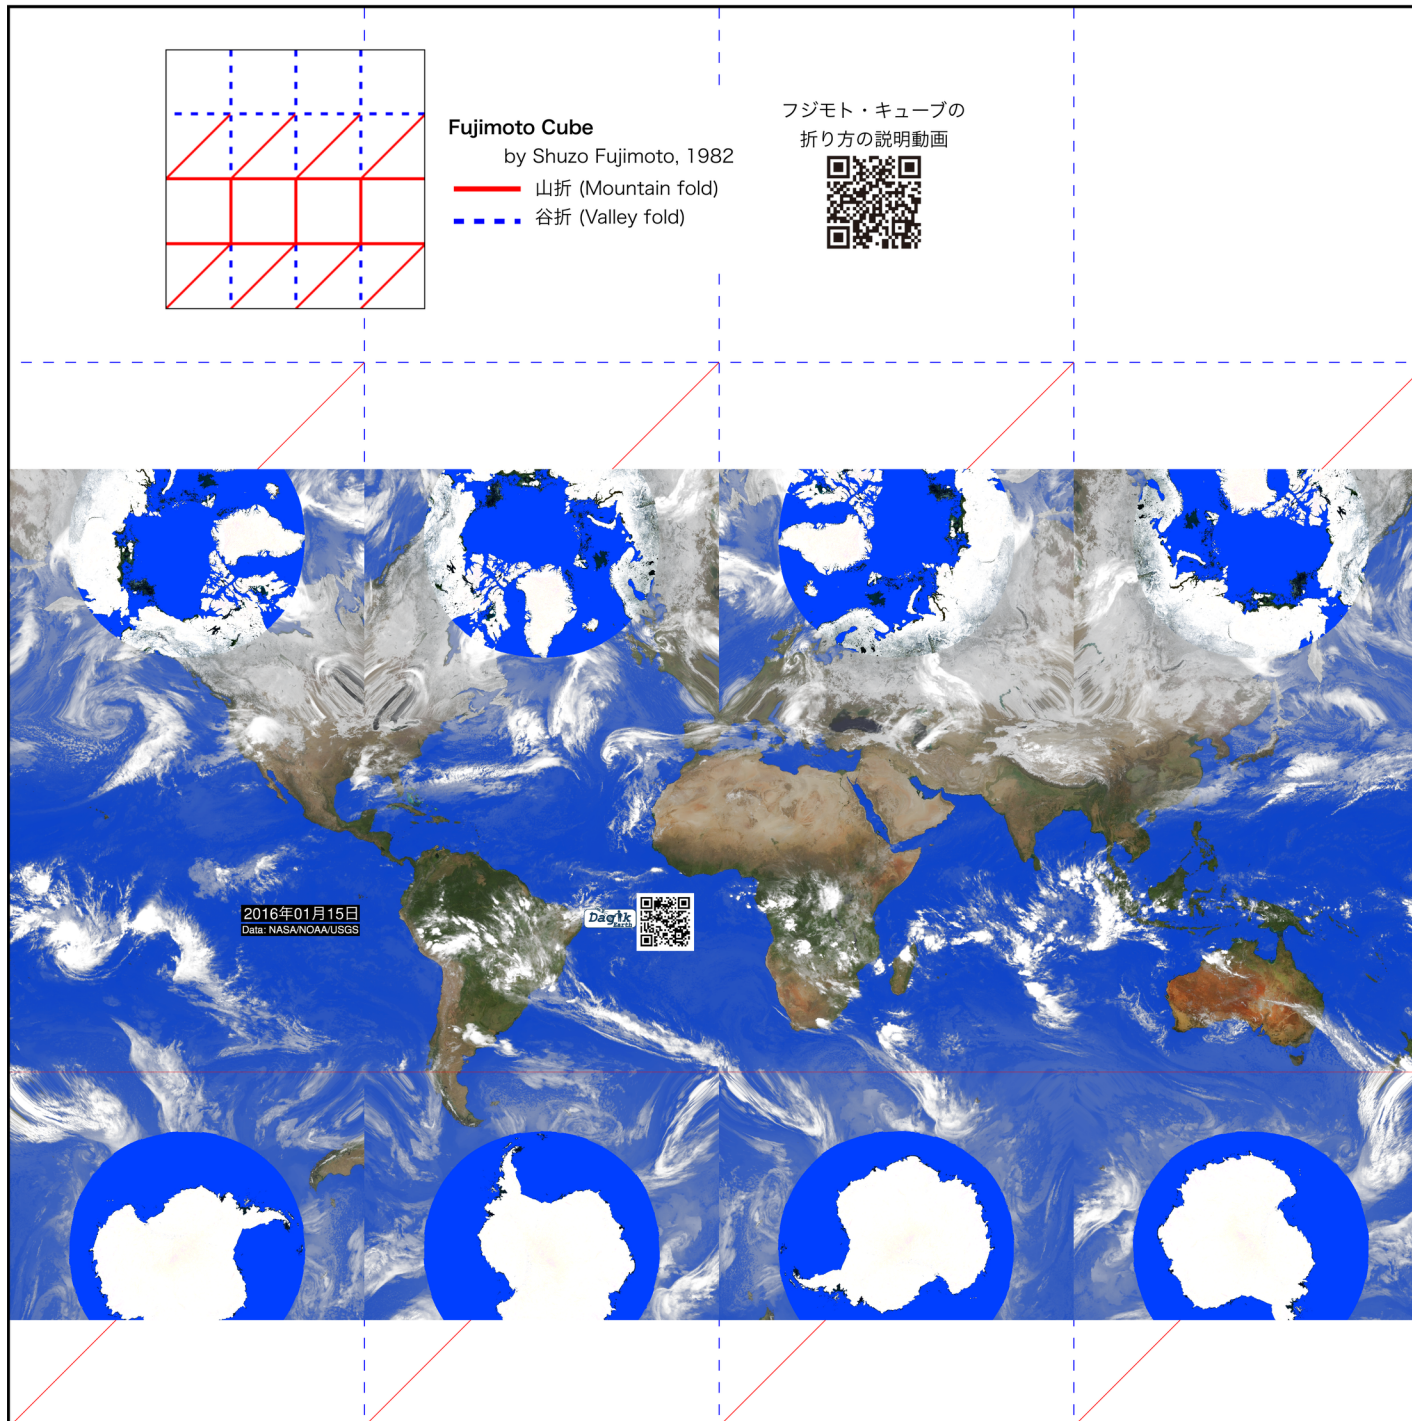 Fujimoto Cube
by Shuzo Fujimoto, 1982
山折 (Mountain fold)
谷折 (Valley fold)
フジモト・キューブの
折り方の説明動画
2016年01月15日
Data: NASA/NOAA/USGS
Dagik
Earth